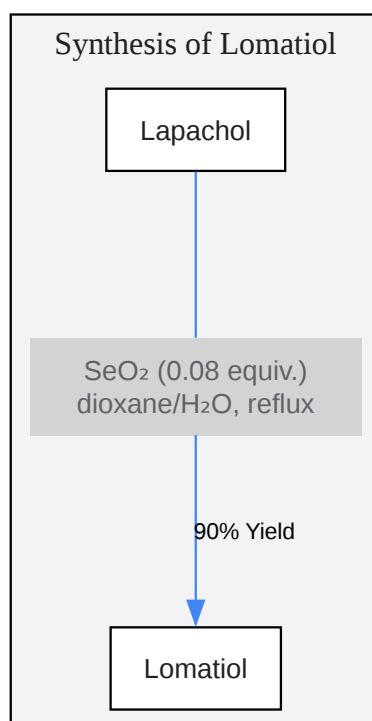 Synthesis of Lomatiol
Lapachol
SeO₂ (0.08 equiv.)
dioxane/H₂O, reflux
90% Yield
Lomatiol